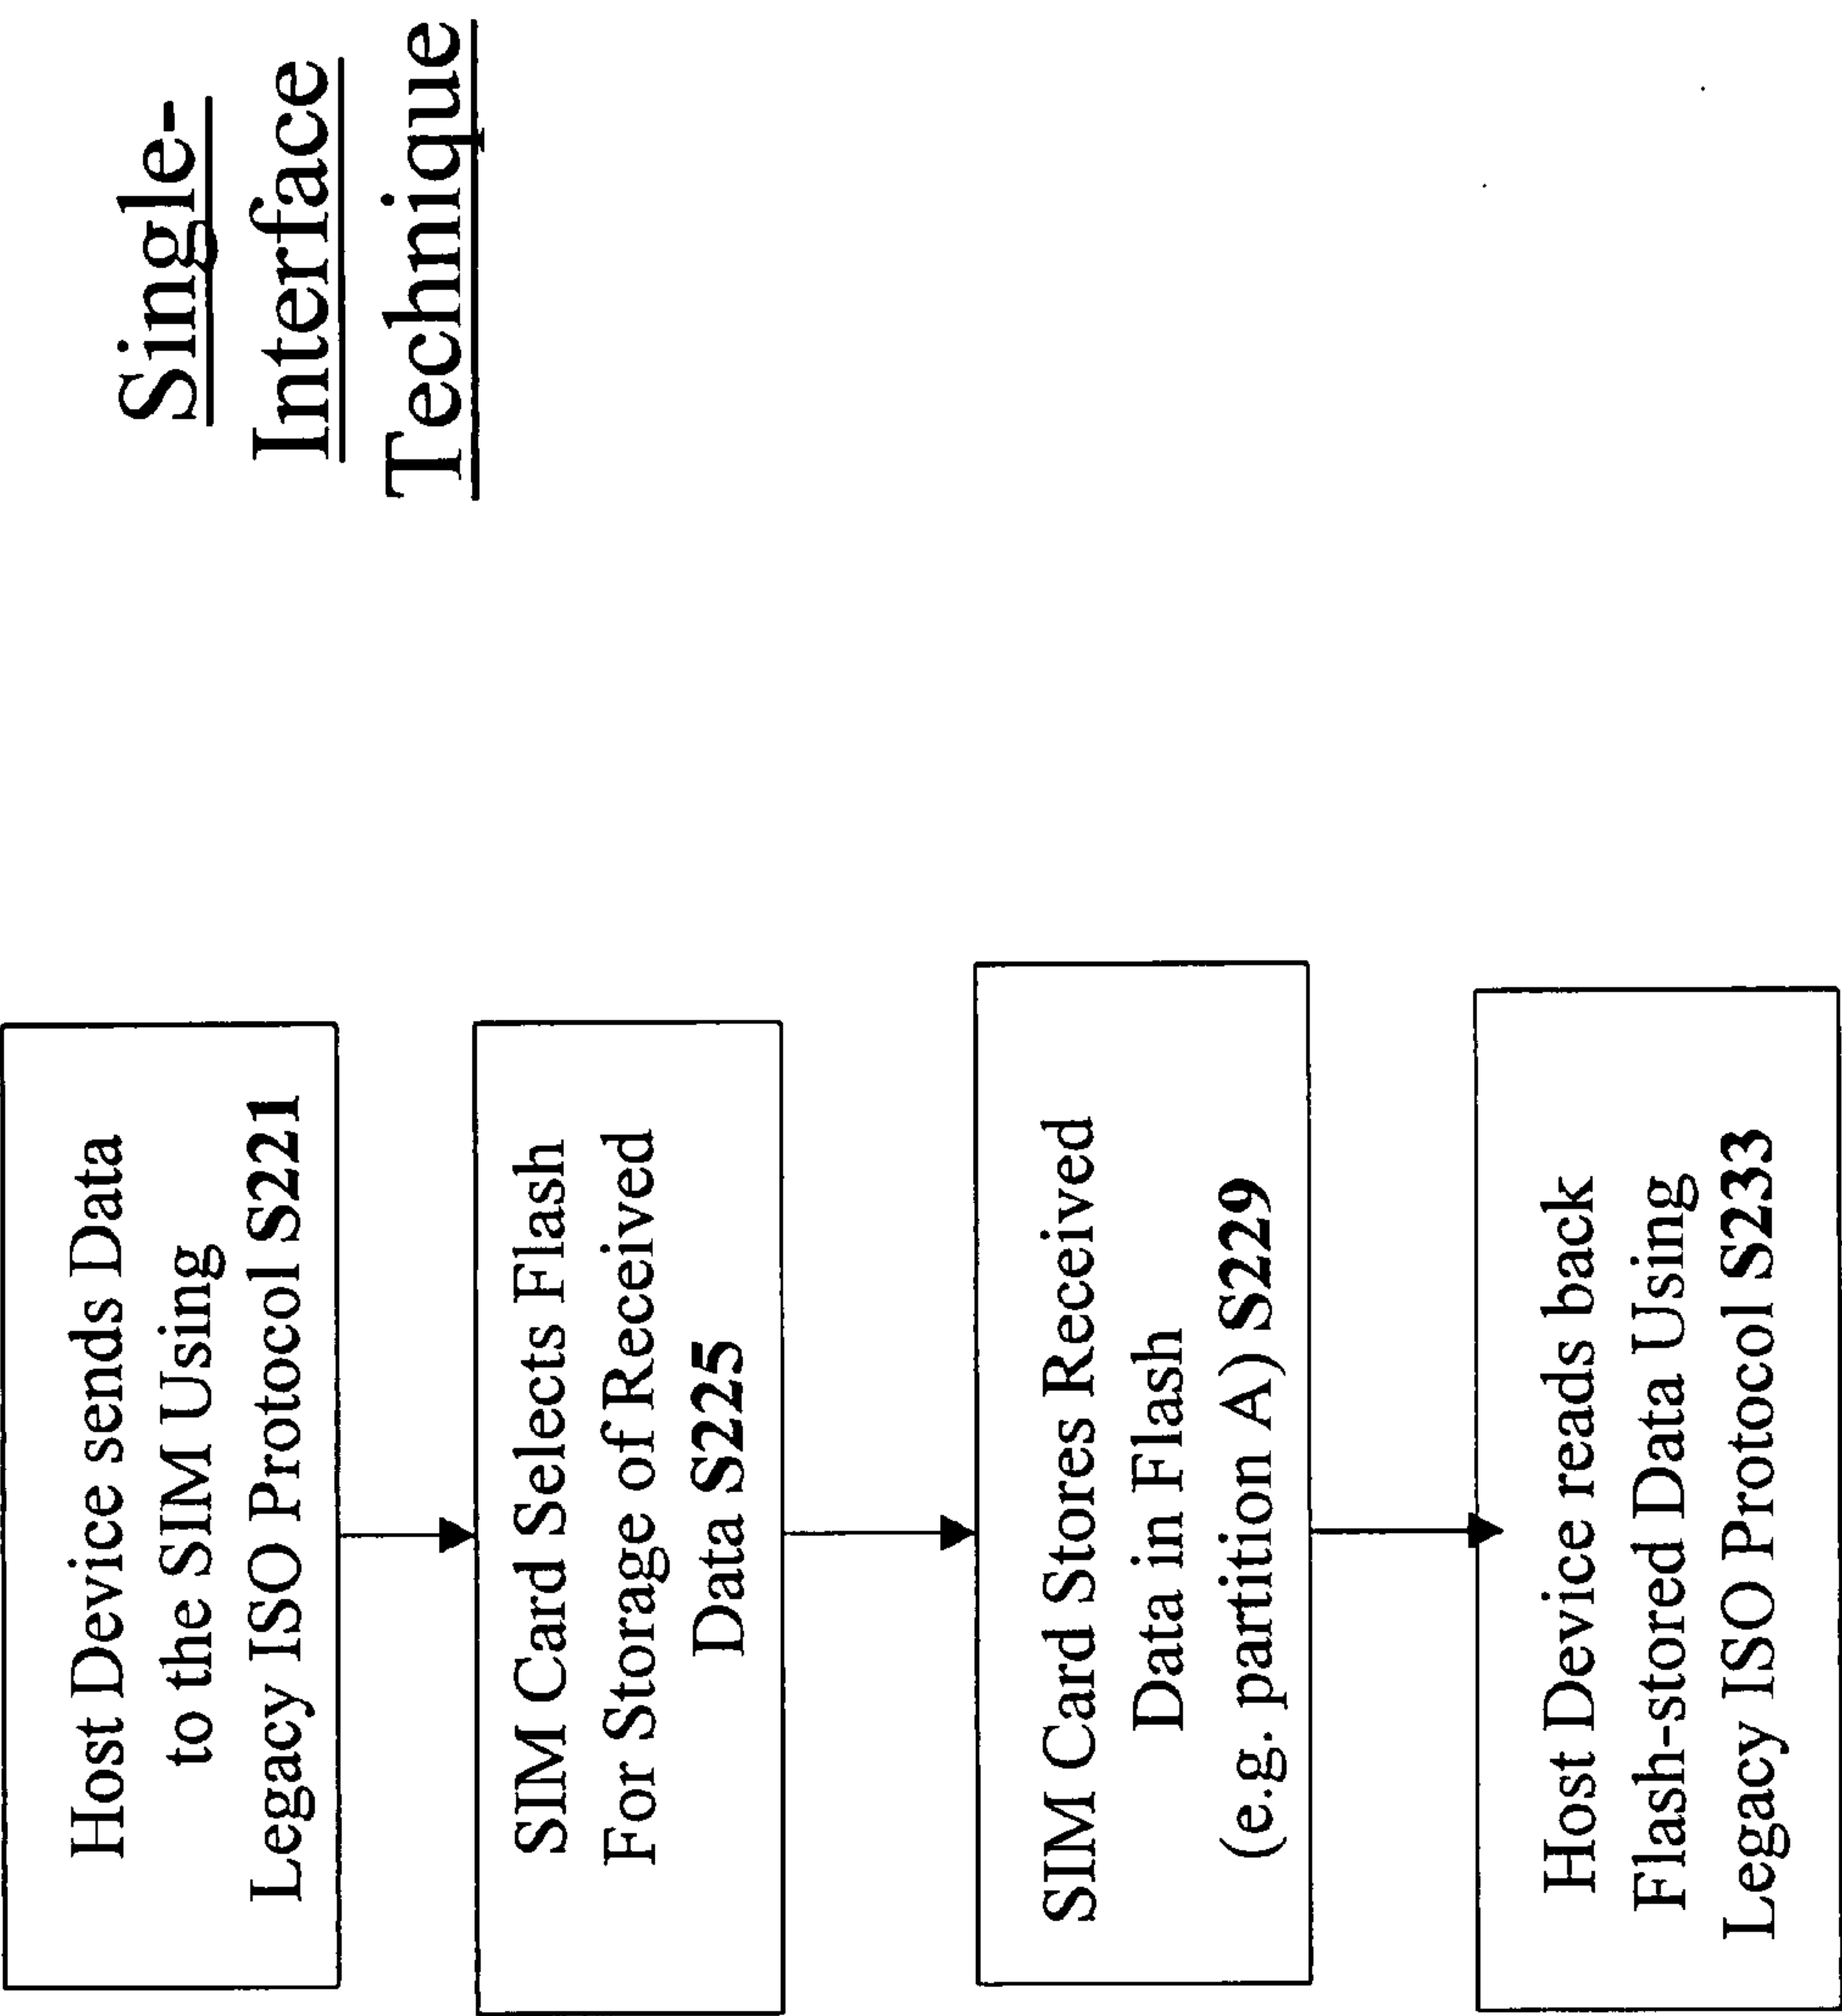 Single-
Interface
Technique
Host Device sends Data
to the SIM Using
Legacy ISO Protocol S221
SIM Card Selects Flash
For Storage of Received
Data S225
SIM Card Stores Received
Data in Flash
(e.g. partition A) S229
Host Device reads back
Flash-stored Data Using
Legacy ISO Protocol S233